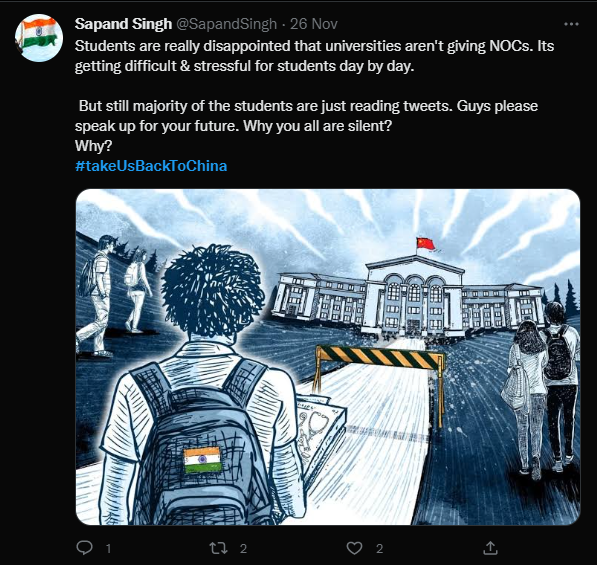 Sapand Singh @SapandSingh · 26 Nov
Students are really disappointed that universities aren't giving NOCs. Its
getting difficult & stressful for students day by day.
But still majority of the students are just reading tweets. Guys please
speak up for your future. Why you all are silent?
Why?
#takeUsBackToChina
1 2 2